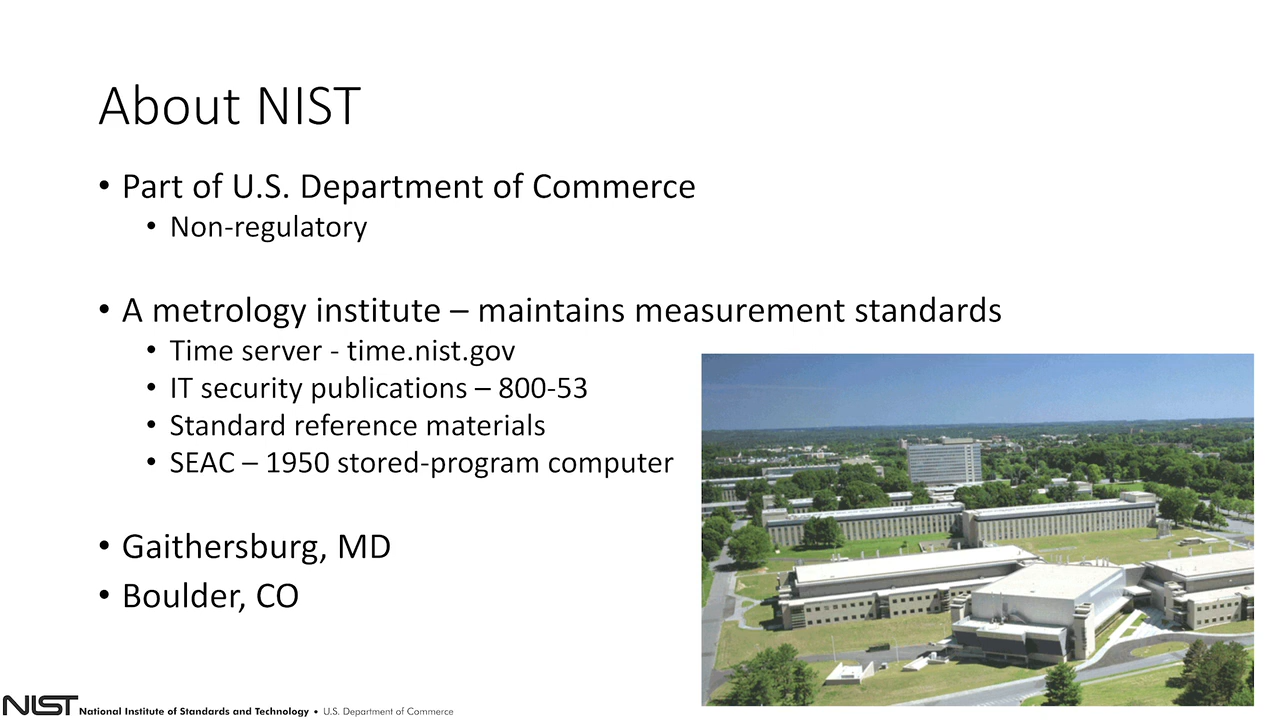 About NIST
• Part of U.S. Department of Commerce
• Non-regulatory
• A metrology institute – maintains measurement standards
• Time server - time.nist.gov
• IT security publications – 800-53
• Standard reference materials
• SEAC – 1950 stored-program computer
• Gaithersburg, MD
• Boulder, CO
NIST National Institute of Standards and Technology • U.S. Department of Commerce